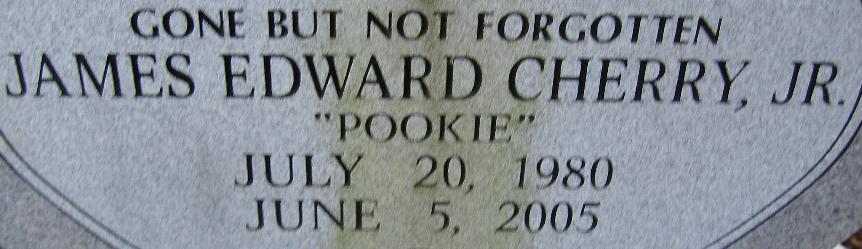 GONE BUT NOT FORGOTTEN
JAMES EDWARD CHERRY, JR.
"POOKIE"
JULY 20, 1980
JUNE 5, 2005